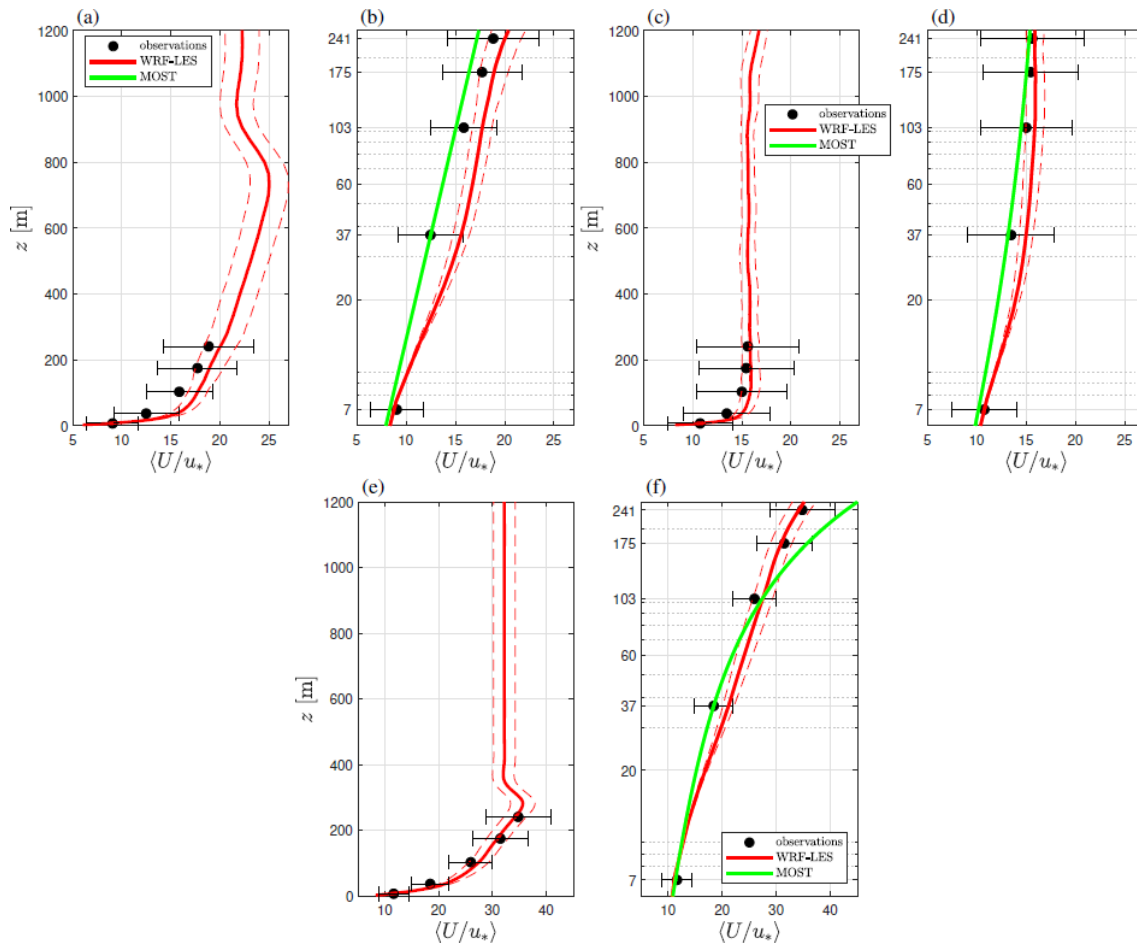 (a)
(b)
(c)
(d)
1200
1000
800
600
400
200
0
z [m]
observations
WRF-LES
MOST
5 10 15 20 25
⟨U/u*⟩
241
175
103
60
37
20
7
5 10 15 20 25
⟨U/u*⟩
1200
1000
800
600
400
200
0
z [m]
observations
WRF-LES
MOST
5 10 15 20 25
⟨U/u*⟩
241
175
103
60
37
20
7
5 10 15 20 25
⟨U/u*⟩
(e)
(f)
1200
1000
800
600
400
200
0
z [m]
10 20 30 40
⟨U/u*⟩
241
175
103
60
37
20
7
observations
WRF-LES
MOST
10 20 30 40
⟨U/u*⟩